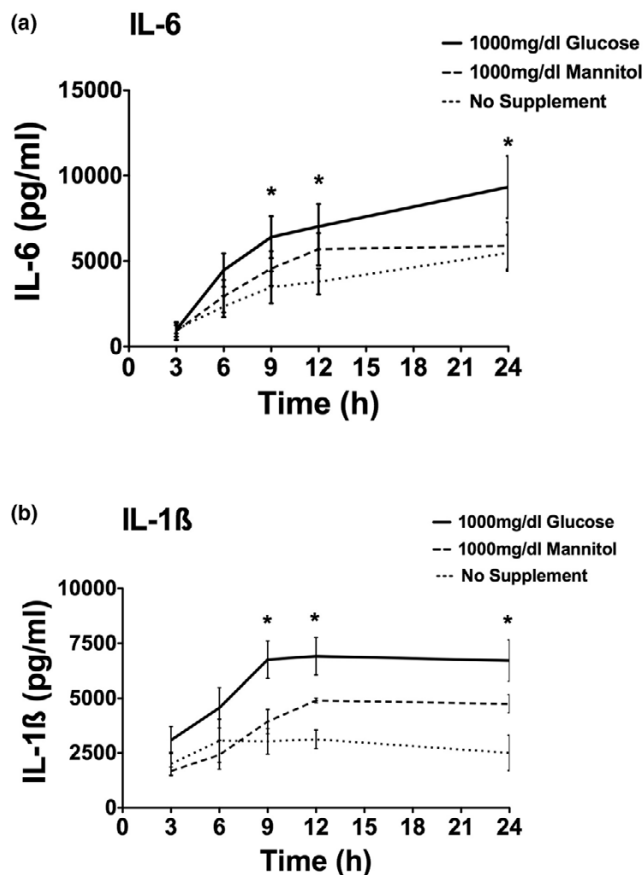 (a)
IL-6
1000mg/dl Glucose
1000mg/dl Mannitol
No Supplement
IL-6 (pg/ml)
15000
10000
5000
0
* * *
0 3 6 9 12 15 18 21 24
Time (h)
(b)
IL-1ß
1000mg/dl Glucose
1000mg/dl Mannitol
No Supplement
IL-1ß (pg/ml)
10000
7500
5000
2500
0
* * *
0 3 6 9 12 15 18 21 24
Time (h)